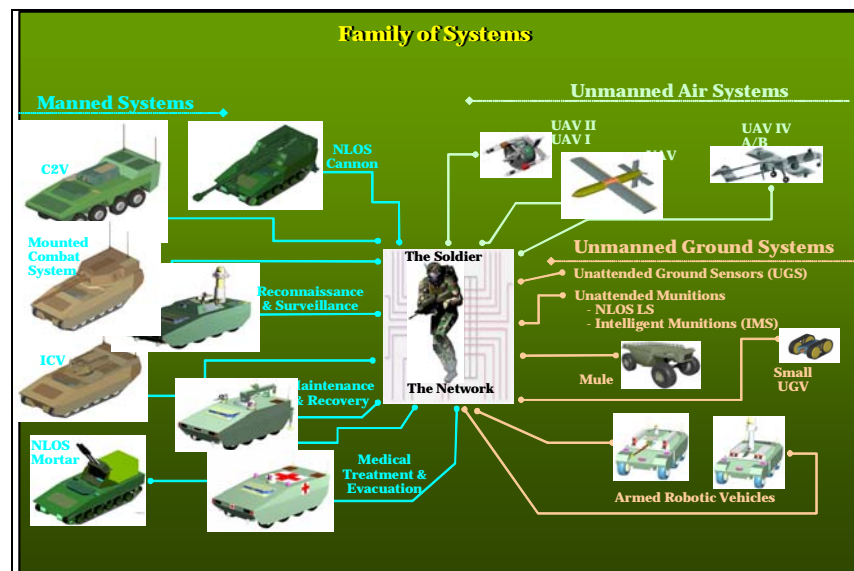 Family of Systems
Manned Systems
Unmanned Air Systems
C2V
NLOS
Cannon
UAV II
UAV I
UAV
UAV IV
A/B
Mounted
Combat
System
Reconnaissance
& Surveillance
ICV
Maintenance
& Recovery
NLOS
Mortar
Medical
Treatment &
Evacuation
The Soldier
The Network
Unmanned Ground Systems
Unattended Ground Sensors (UGS)
Unattended Munitions
- NLOS LS
- Intelligent Munitions (IMS)
Mule
Small
UGV
Armed Robotic Vehicles